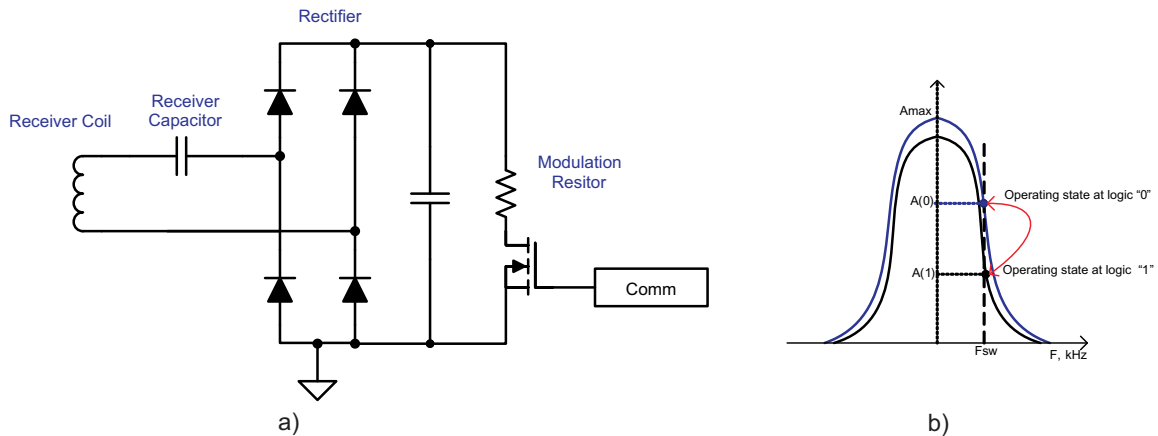 Rectifier
Receiver
Capacitor
Receiver Coil
Modulation
Resitor
Comm
a)
Amax
A(0)
Operating state at logic “0”
A(1)
Operating state at logic “1”
Fsw
F, kHz
b)